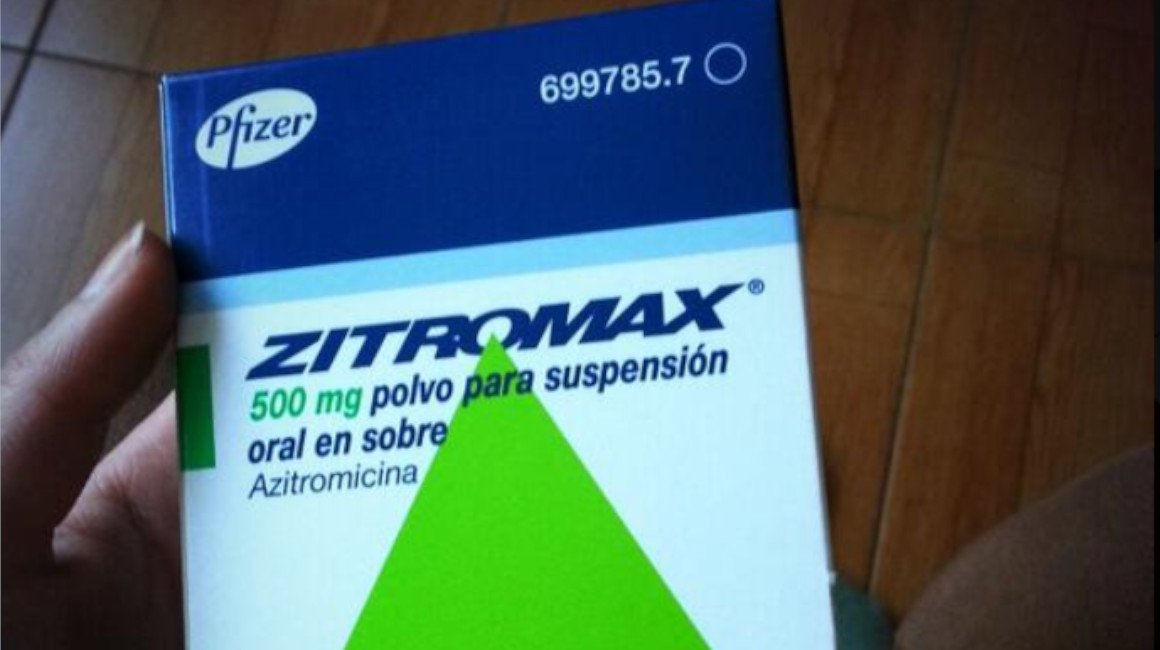 Pfizer
699785.7
ZITROMAX®
500 mg polvo para suspensión
oral en sobre
Azitromicina